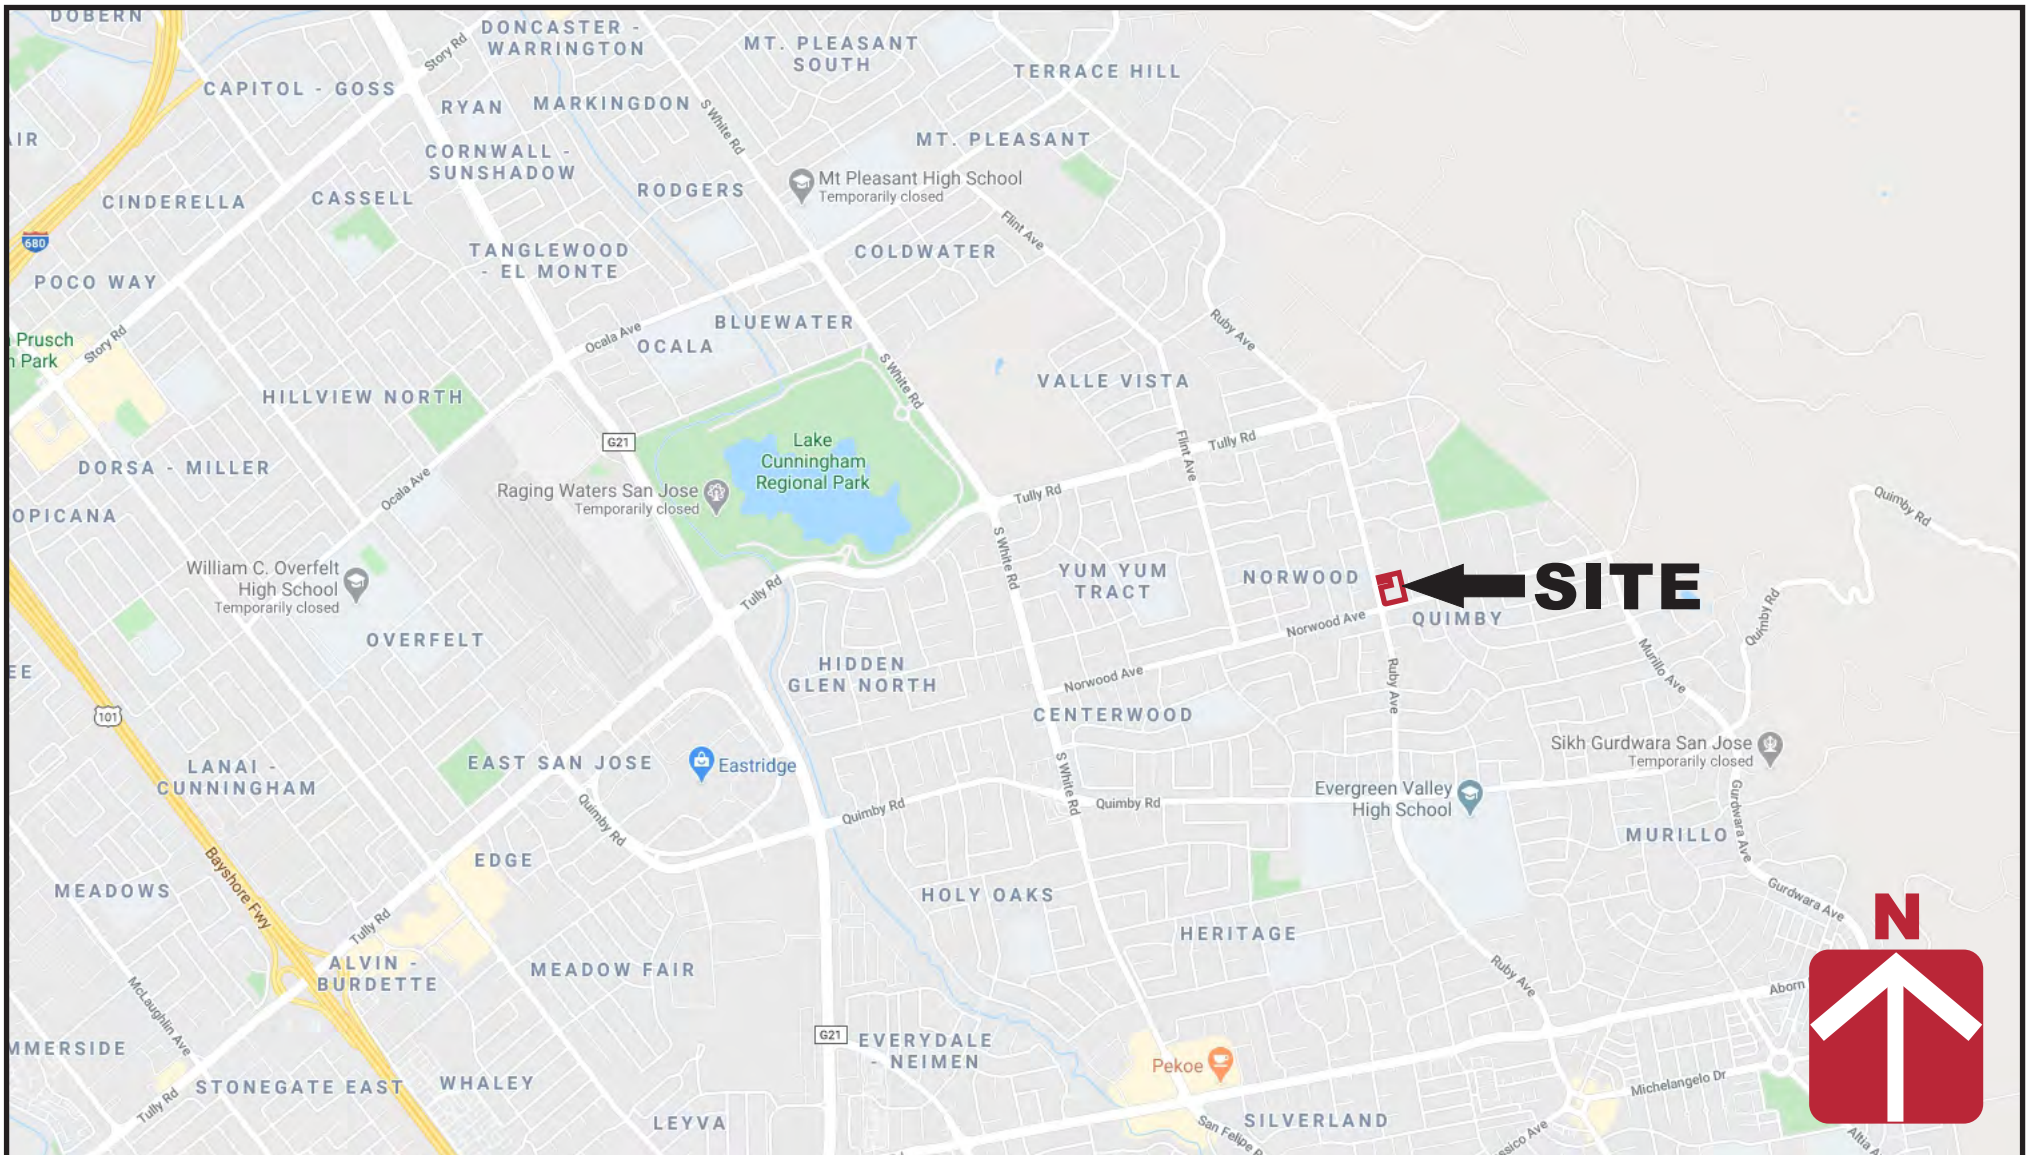 DOBERN
DONCASTER -
WARRINGTON
MT. PLEASANT
SOUTH
TERRACE HILL
Story Rd
CAPITOL - GOSS
RYAN
MARKINGDON
S White Rd
AIR
CORNWALL -
SUNSHADOW
MT. PLEASANT
CINDERELLA
CASSELL
RODGERS
Mt Pleasant High School
Temporarily closed
Flint Ave
680
TANGLEWOOD
- EL MONTE
COLDWATER
POCO WAY
Prusch
n Park
Story Rd
Ocala Ave
OCALA
BLUEWATER
Ruby Ave
S White Rd
VALLE VISTA
HILLVIEW NORTH
G21
Lake
Cunningham
Regional Park
Flint Ave
Tully Rd
DORSA - MILLER
Ocala Ave
Raging Waters San Jose
Temporarily closed
Tully Rd
Quimby Rd
OPICANA
William C. Overfelt
High School
Temporarily closed
Tully Rd
S White Rd
YUM YUM
TRACT
NORWOOD
SITE
QUIMBY
Quimby Rd
OVERFELT
Norwood Ave
HIDDEN
GLEN NORTH
Norwood Ave
Ruby Ave
Murillo Ave
EE
101
CENTERWOOD
LANAI -
CUNNINGHAM
EAST SAN JOSE
Eastridge
S White Rd
Sikh Gurdwara San Jose
Temporarily closed
Quimby Rd
Quimby Rd
Quimby Rd
Evergreen Valley
High School
Gurdwara Ave
MURILLO
EDGE
Bayshore Fwy
MEADOWS
Tully Rd
HOLY OAKS
Gurdwara Ave
N
HERITAGE
ALVIN -
BURDETTE
MEADOW FAIR
Ruby Ave
Aborn
McLaughlin Ave
MMERSIDE
G21
EVERYDALE
- NEIMEN
Pekoe
STONEGATE EAST
WHALEY
Michelangelo Dr
Tully Rd
LEYVA
San Felipe R
SILVERLAND
ssico Ave
Altia A